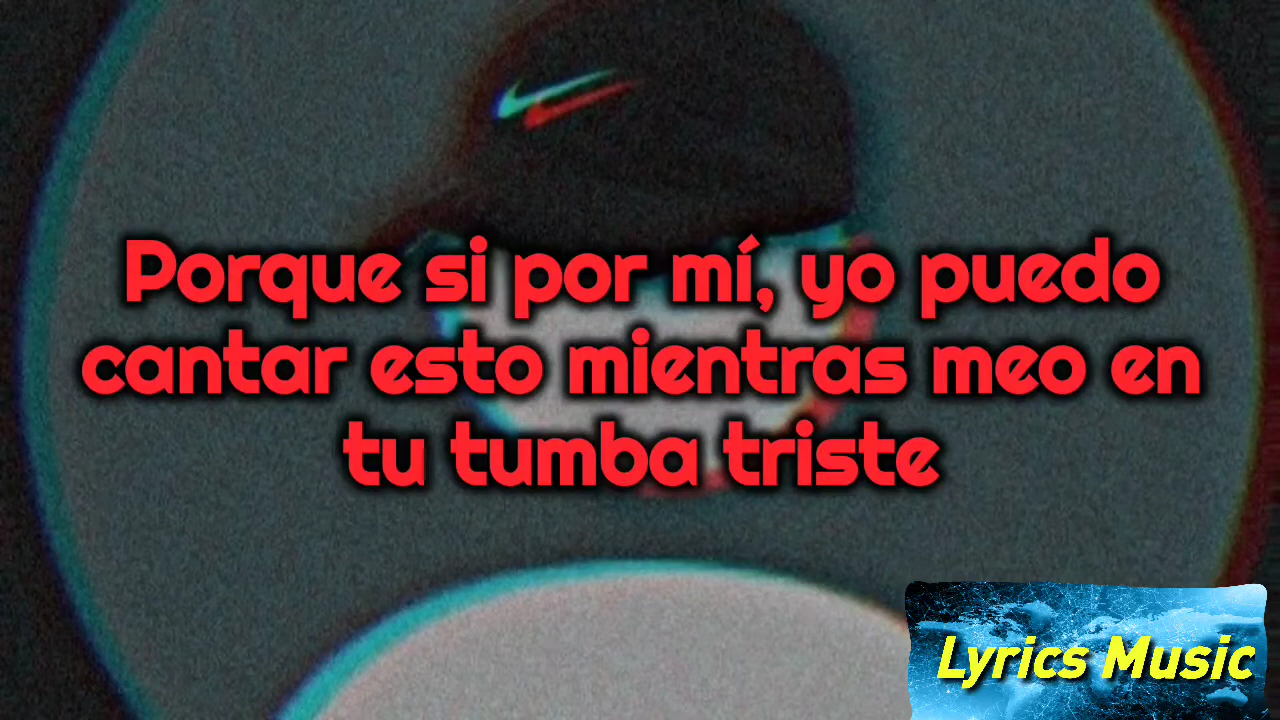 Porque si por mí, yo puedo
cantar esto mientras meo en
tu tumba triste
Lyrics Music